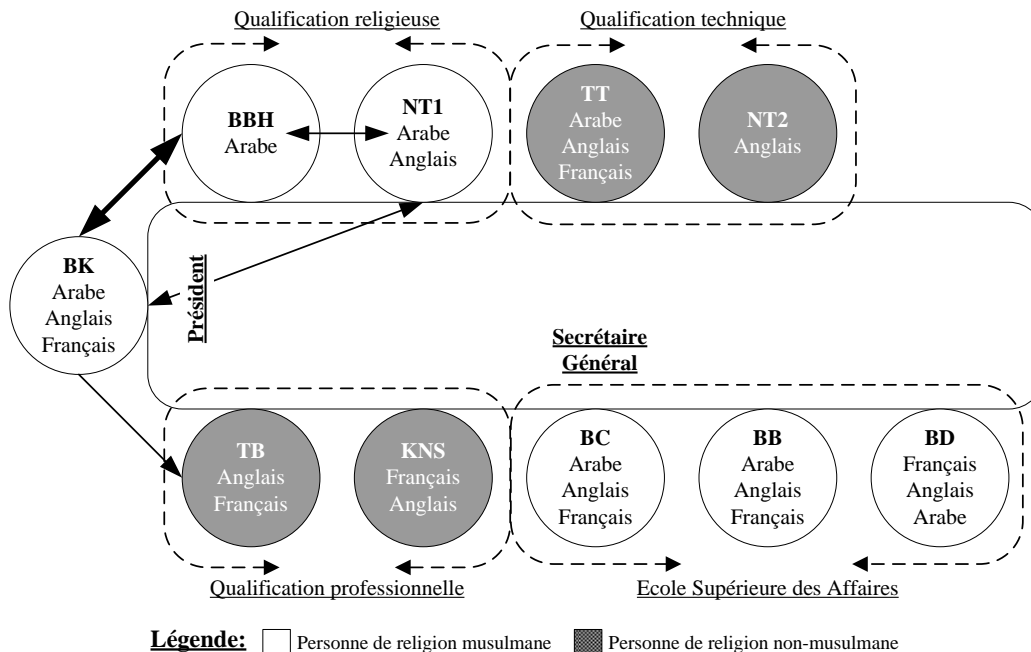 Qualification religieuse
Qualification technique
BBH
Arabe
NT1
Arabe
Anglais
TT
Arabe
Anglais
Français
NT2
Anglais
BK
Arabe
Anglais
Français
Président
Secrétaire
Général
TB
Anglais
Français
KNS
Français
Anglais
BC
Arabe
Anglais
Français
BB
Arabe
Anglais
Français
BD
Français
Anglais
Arabe
Qualification professionnelle
Ecole Supérieure des Affaires
Légende: Personne de religion musulmane Personne de religion non-musulmane